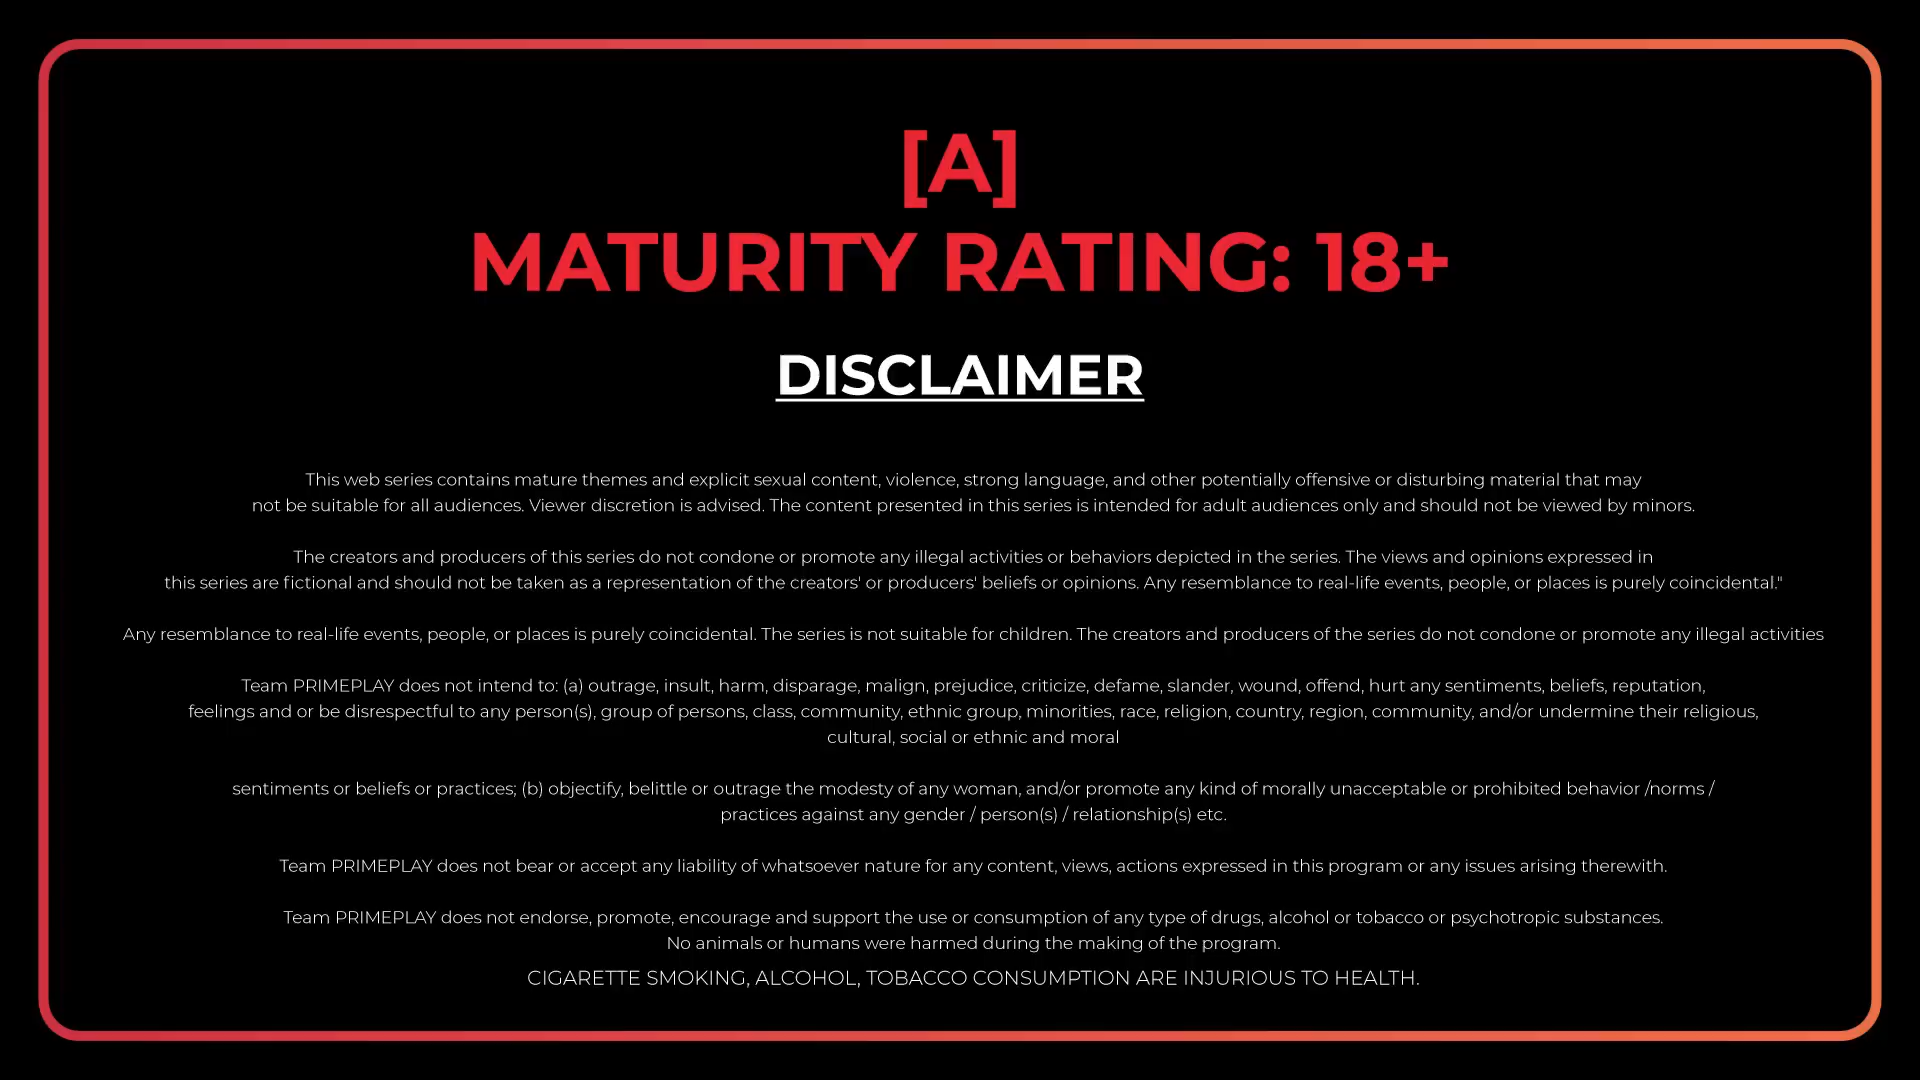 [A]
MATURITY RATING: 18+
DISCLAIMER
This web series contains mature themes and explicit sexual content, violence, strong language, and other potentially offensive or disturbing material that may
not be suitable for all audiences. Viewer discretion is advised. The content presented in this series is intended for adult audiences only and should not be viewed by minors.
The creators and producers of this series do not condone or promote any illegal activities or behaviors depicted in the series. The views and opinions expressed in
this series are fictional and should not be taken as a representation of the creators' or producers' beliefs or opinions. Any resemblance to real-life events, people, or places is purely coincidental."
Any resemblance to real-life events, people, or places is purely coincidental. The series is not suitable for children. The creators and producers of the series do not condone or promote any illegal activities
Team PRIMEPLAY does not intend to: (a) outrage, insult, harm, disparage, malign, prejudice, criticize, defame, slander, wound, offend, hurt any sentiments, beliefs, reputation,
feelings and or be disrespectful to any person(s), group of persons, class, community, ethnic group, minorities, race, religion, country, region, community, and/or undermine their religious,
cultural, social or ethnic and moral
sentiments or beliefs or practices; (b) objectify, belittle or outrage the modesty of any woman, and/or promote any kind of morally unacceptable or prohibited behavior /norms /
practices against any gender / person(s) / relationship(s) etc.
Team PRIMEPLAY does not bear or accept any liability of whatsoever nature for any content, views, actions expressed in this program or any issues arising therewith.
Team PRIMEPLAY does not endorse, promote, encourage and support the use or consumption of any type of drugs, alcohol or tobacco or psychotropic substances.
No animals or humans were harmed during the making of the program.
CIGARETTE SMOKING, ALCOHOL, TOBACCO CONSUMPTION ARE INJURIOUS TO HEALTH.